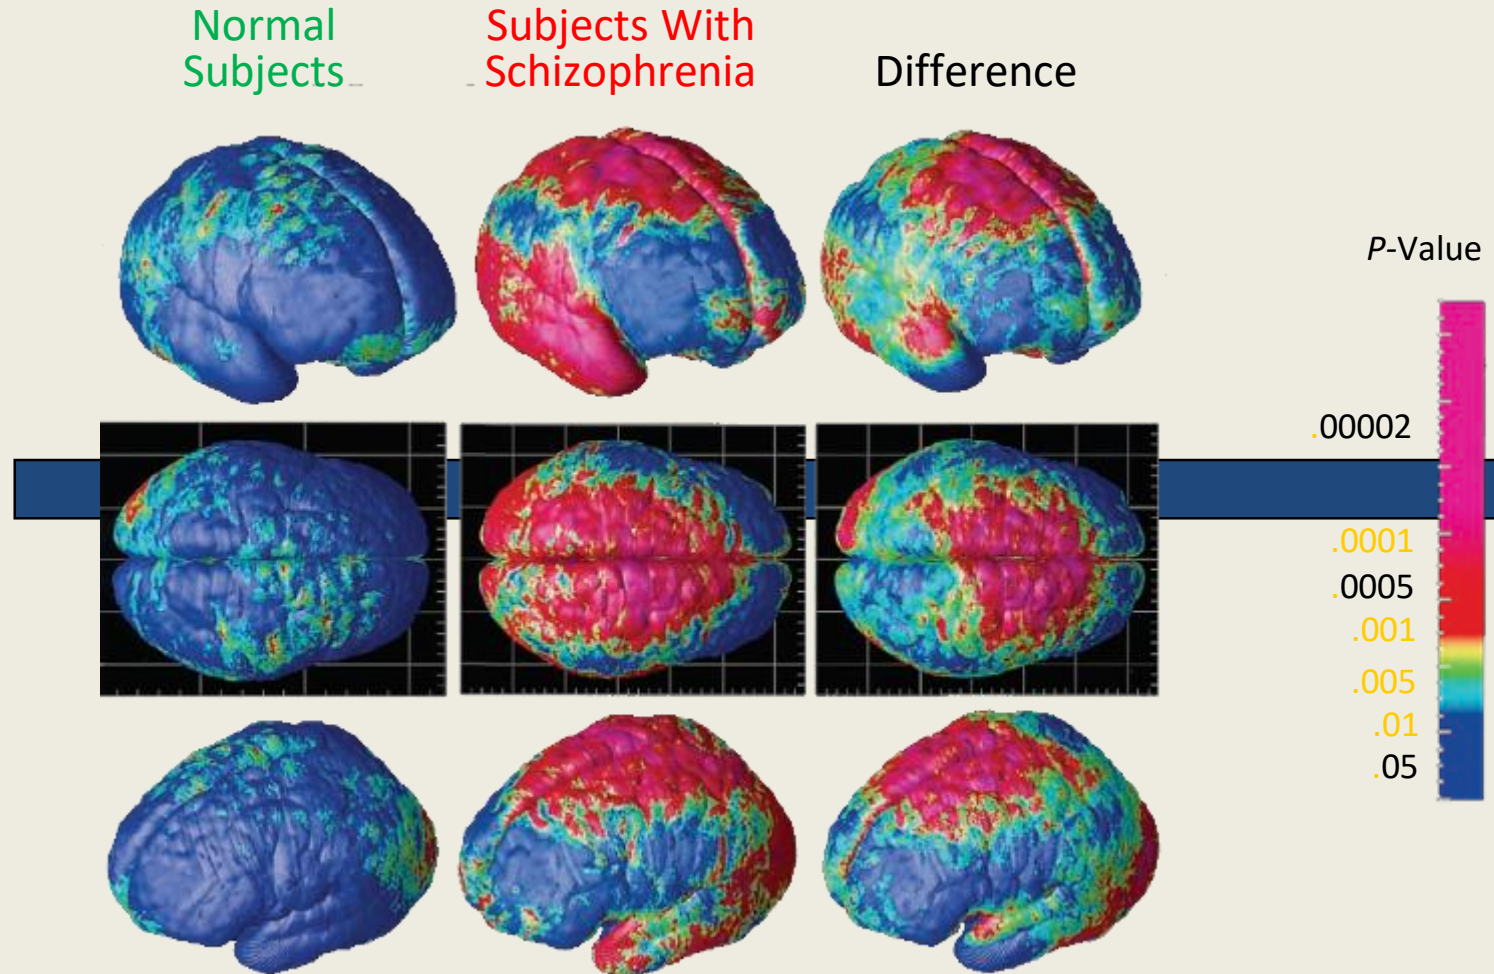 Normal
Subjects
Subjects With
Schizophrenia
Difference
P-Value
.00002
.0001
.0005
.001
.005
.01
.05